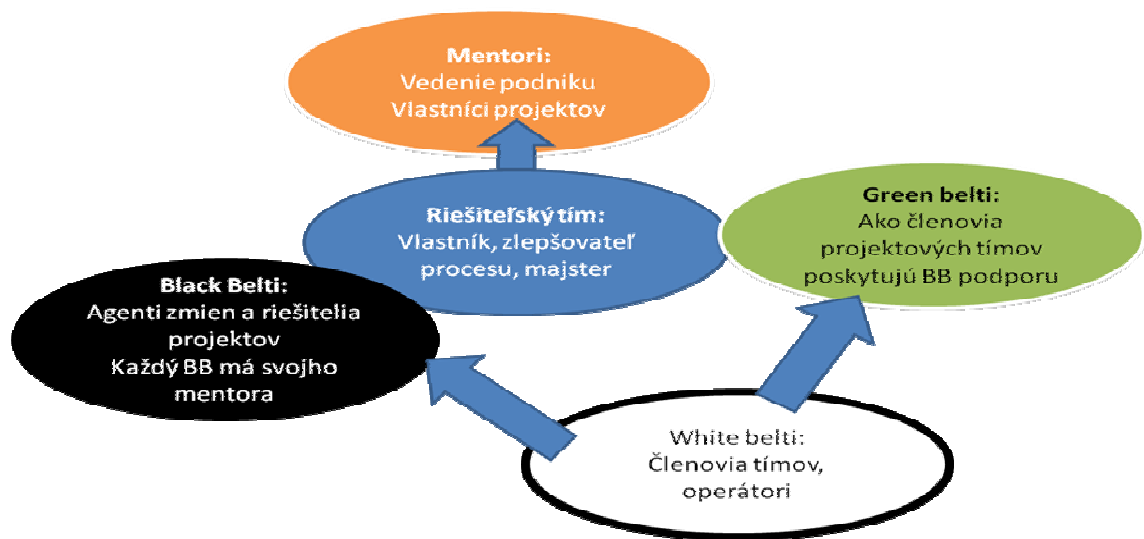 Mentori:
Vedenie podniku
Vlastníci projektov
Riešiteľský tím:
Vlastník, zlepšovateľ
procesu, majster
Green belti:
Ako členovia
projektových tímov
poskytujú BB podporu
Black Belti:
Agenti zmien a riešitelia
projektov
Každý BB má svojho
mentora
White belti:
Členovia tímov,
operátori